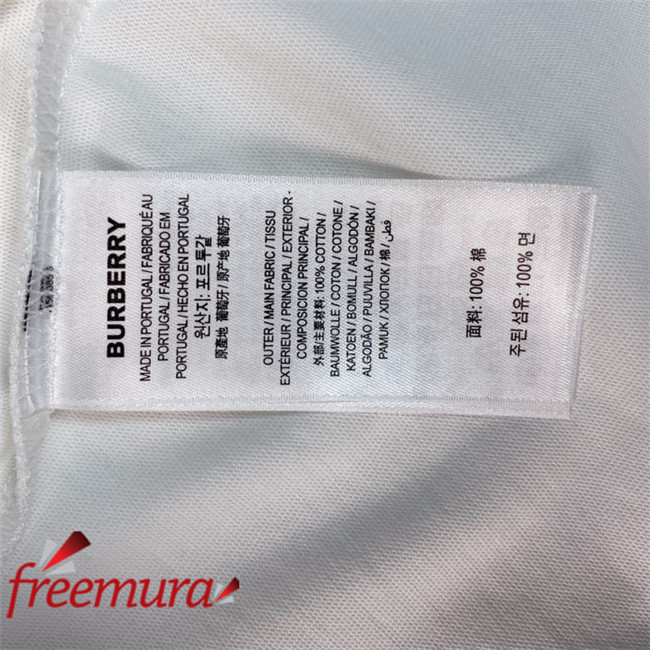 BURBERRY
MADE IN PORTUGAL / FABRIQUÉ AU
PORTUGAL / FABRICADO EM
PORTUGAL / HECHO EN PORTUGAL
원산지: 포르투갈
原產地 葡萄牙 / 原产地 葡萄牙
OUTER / MAIN FABRIC / TISSU
EXTÉRIEUR / PRINCIPAL / EXTERIOR -
COMPOSICION PRINCIPAL /
外部/主要材料: 100% COTTON /
BAUMWOLLE / COTON / COTONE /
KATOEN / BOMULL / ALGODÓN /
ALGODÃO / PUUVILLA / BAMBAKI /
PAMUK / ХЛОПОК / 棉 / قطن /
面料: 100% 棉
주된 섬유: 100% 면
freemura